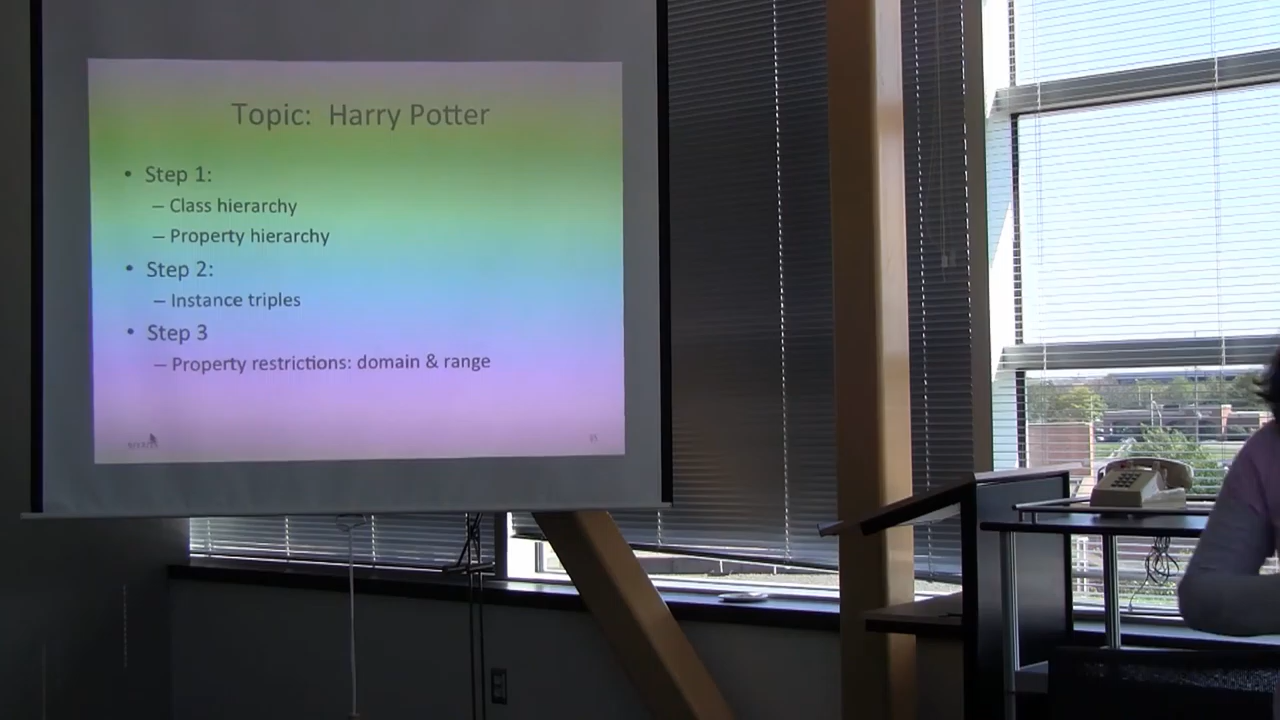 Topic: Harry Potter
• Step 1:
– Class hierarchy
– Property hierarchy
• Step 2:
– Instance triples
• Step 3
– Property restrictions: domain & range